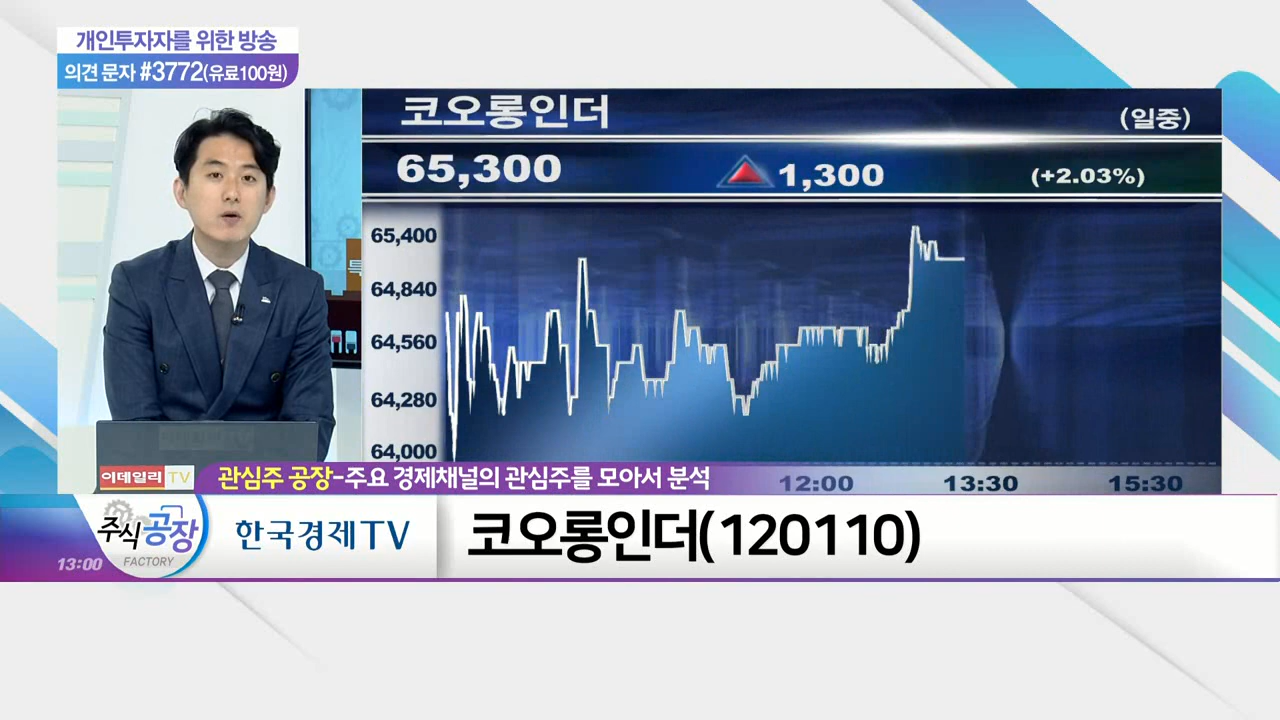 개인투자자를 위한 방송
의견 문자 #3772(유료100원)
코오롱인더
(일중)
65,300
1,300
(+2.03%)
65,400
64,840
64,560
64,280
64,000
12:00
13:30
15:30
특
이데일리 TV
관심주 공장-주요 경제채널의 관심주를 모아서 분석
주식공장
FACTORY
13:00
한국경제TV
코오롱인더(120110)